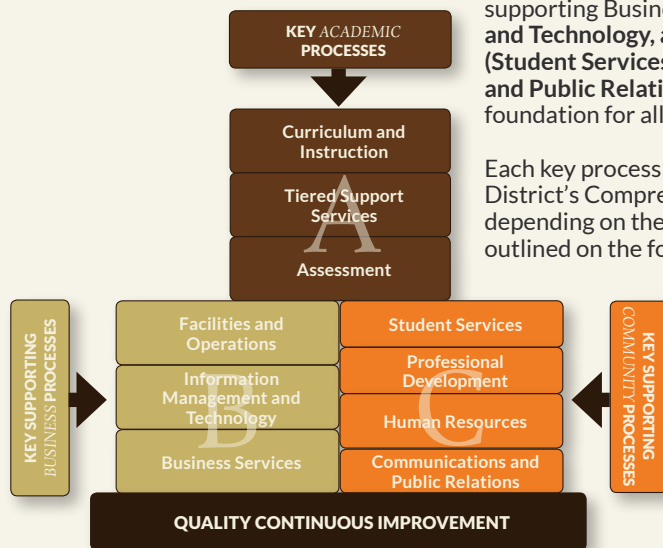 KEY ACADEMIC
PROCESSES
supporting Busine
and Technology, a
(Student Services
and Public Relati
foundation for all
Each key process
District's Compre
depending on the
outlined on the fo
Curriculum and
Instruction
Tiered Support
Services
Assessment
A
KEY SUPPORTING
BUSINESS PROCESSES
Facilities and
Operations
Information
Management and
Technology
Business Services
B
Student Services
Professional
Development
Human Resources
Communications and
Public Relations
C
KEY SUPPORTING
COMMUNITY PROCESSES
QUALITY CONTINUOUS IMPROVEMENT